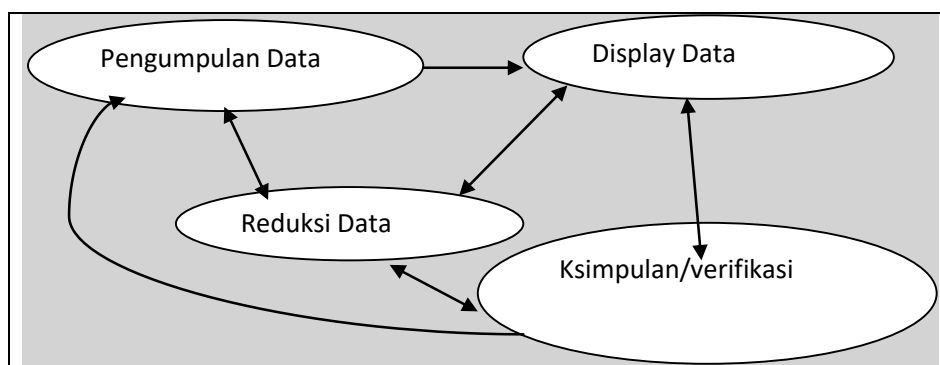 Pengumpulan Data
Display Data
Reduksi Data
Ksimpulan/verifikasi